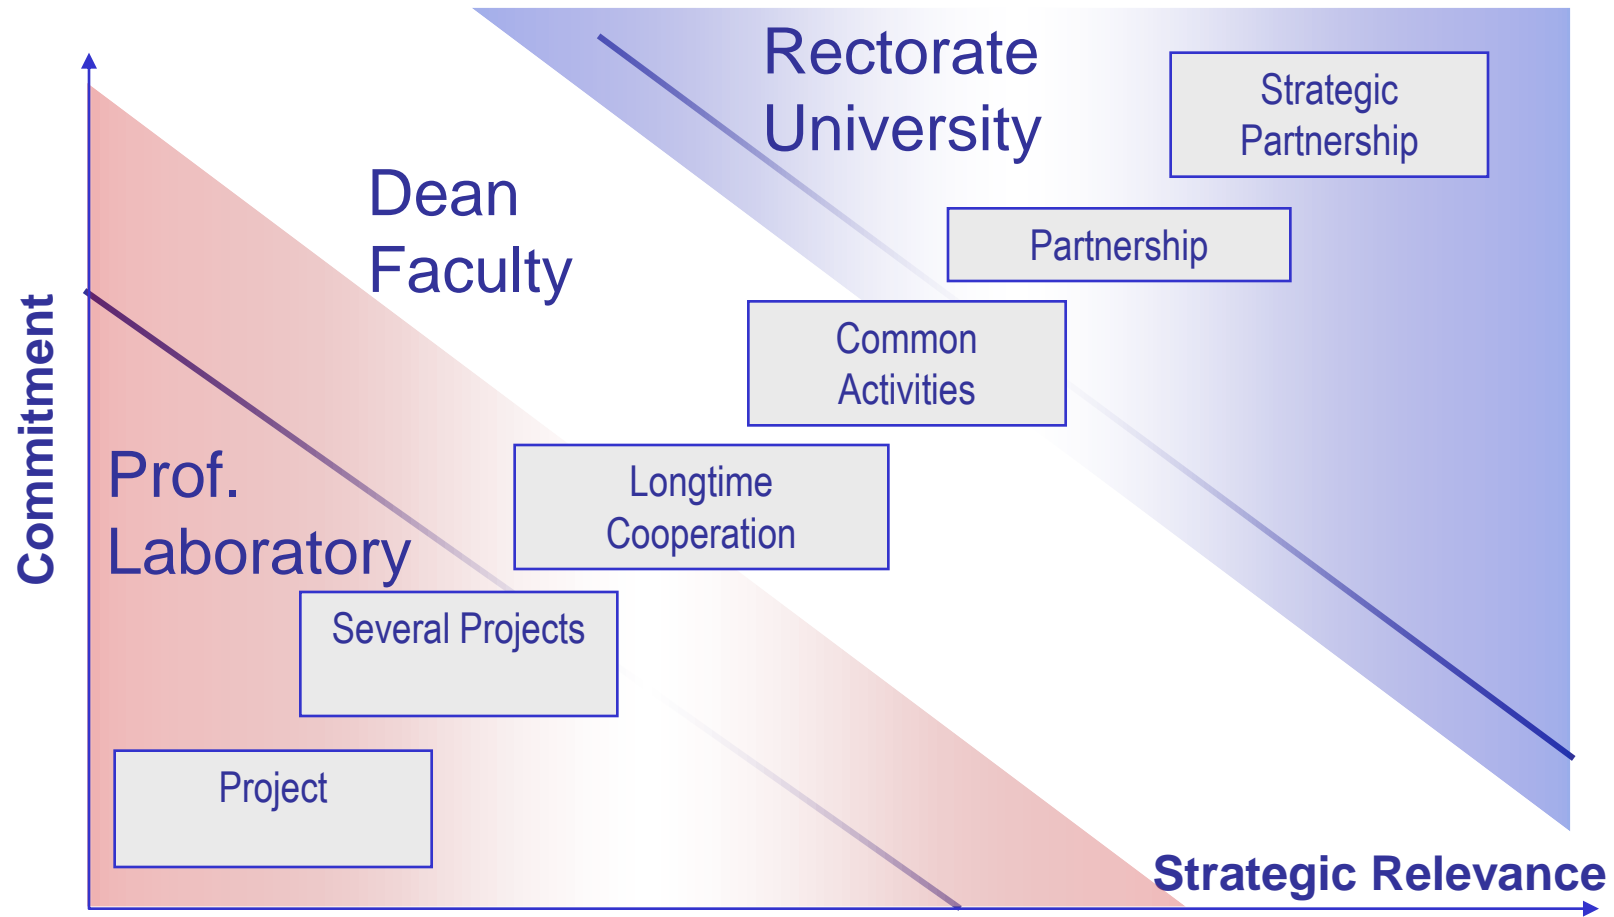 Rectorate
University
Strategic
Partnership
Dean
Faculty
Partnership
Common
Activities
Commitment
Prof.
Laboratory
Longtime
Cooperation
Several Projects
Project
Strategic Relevance